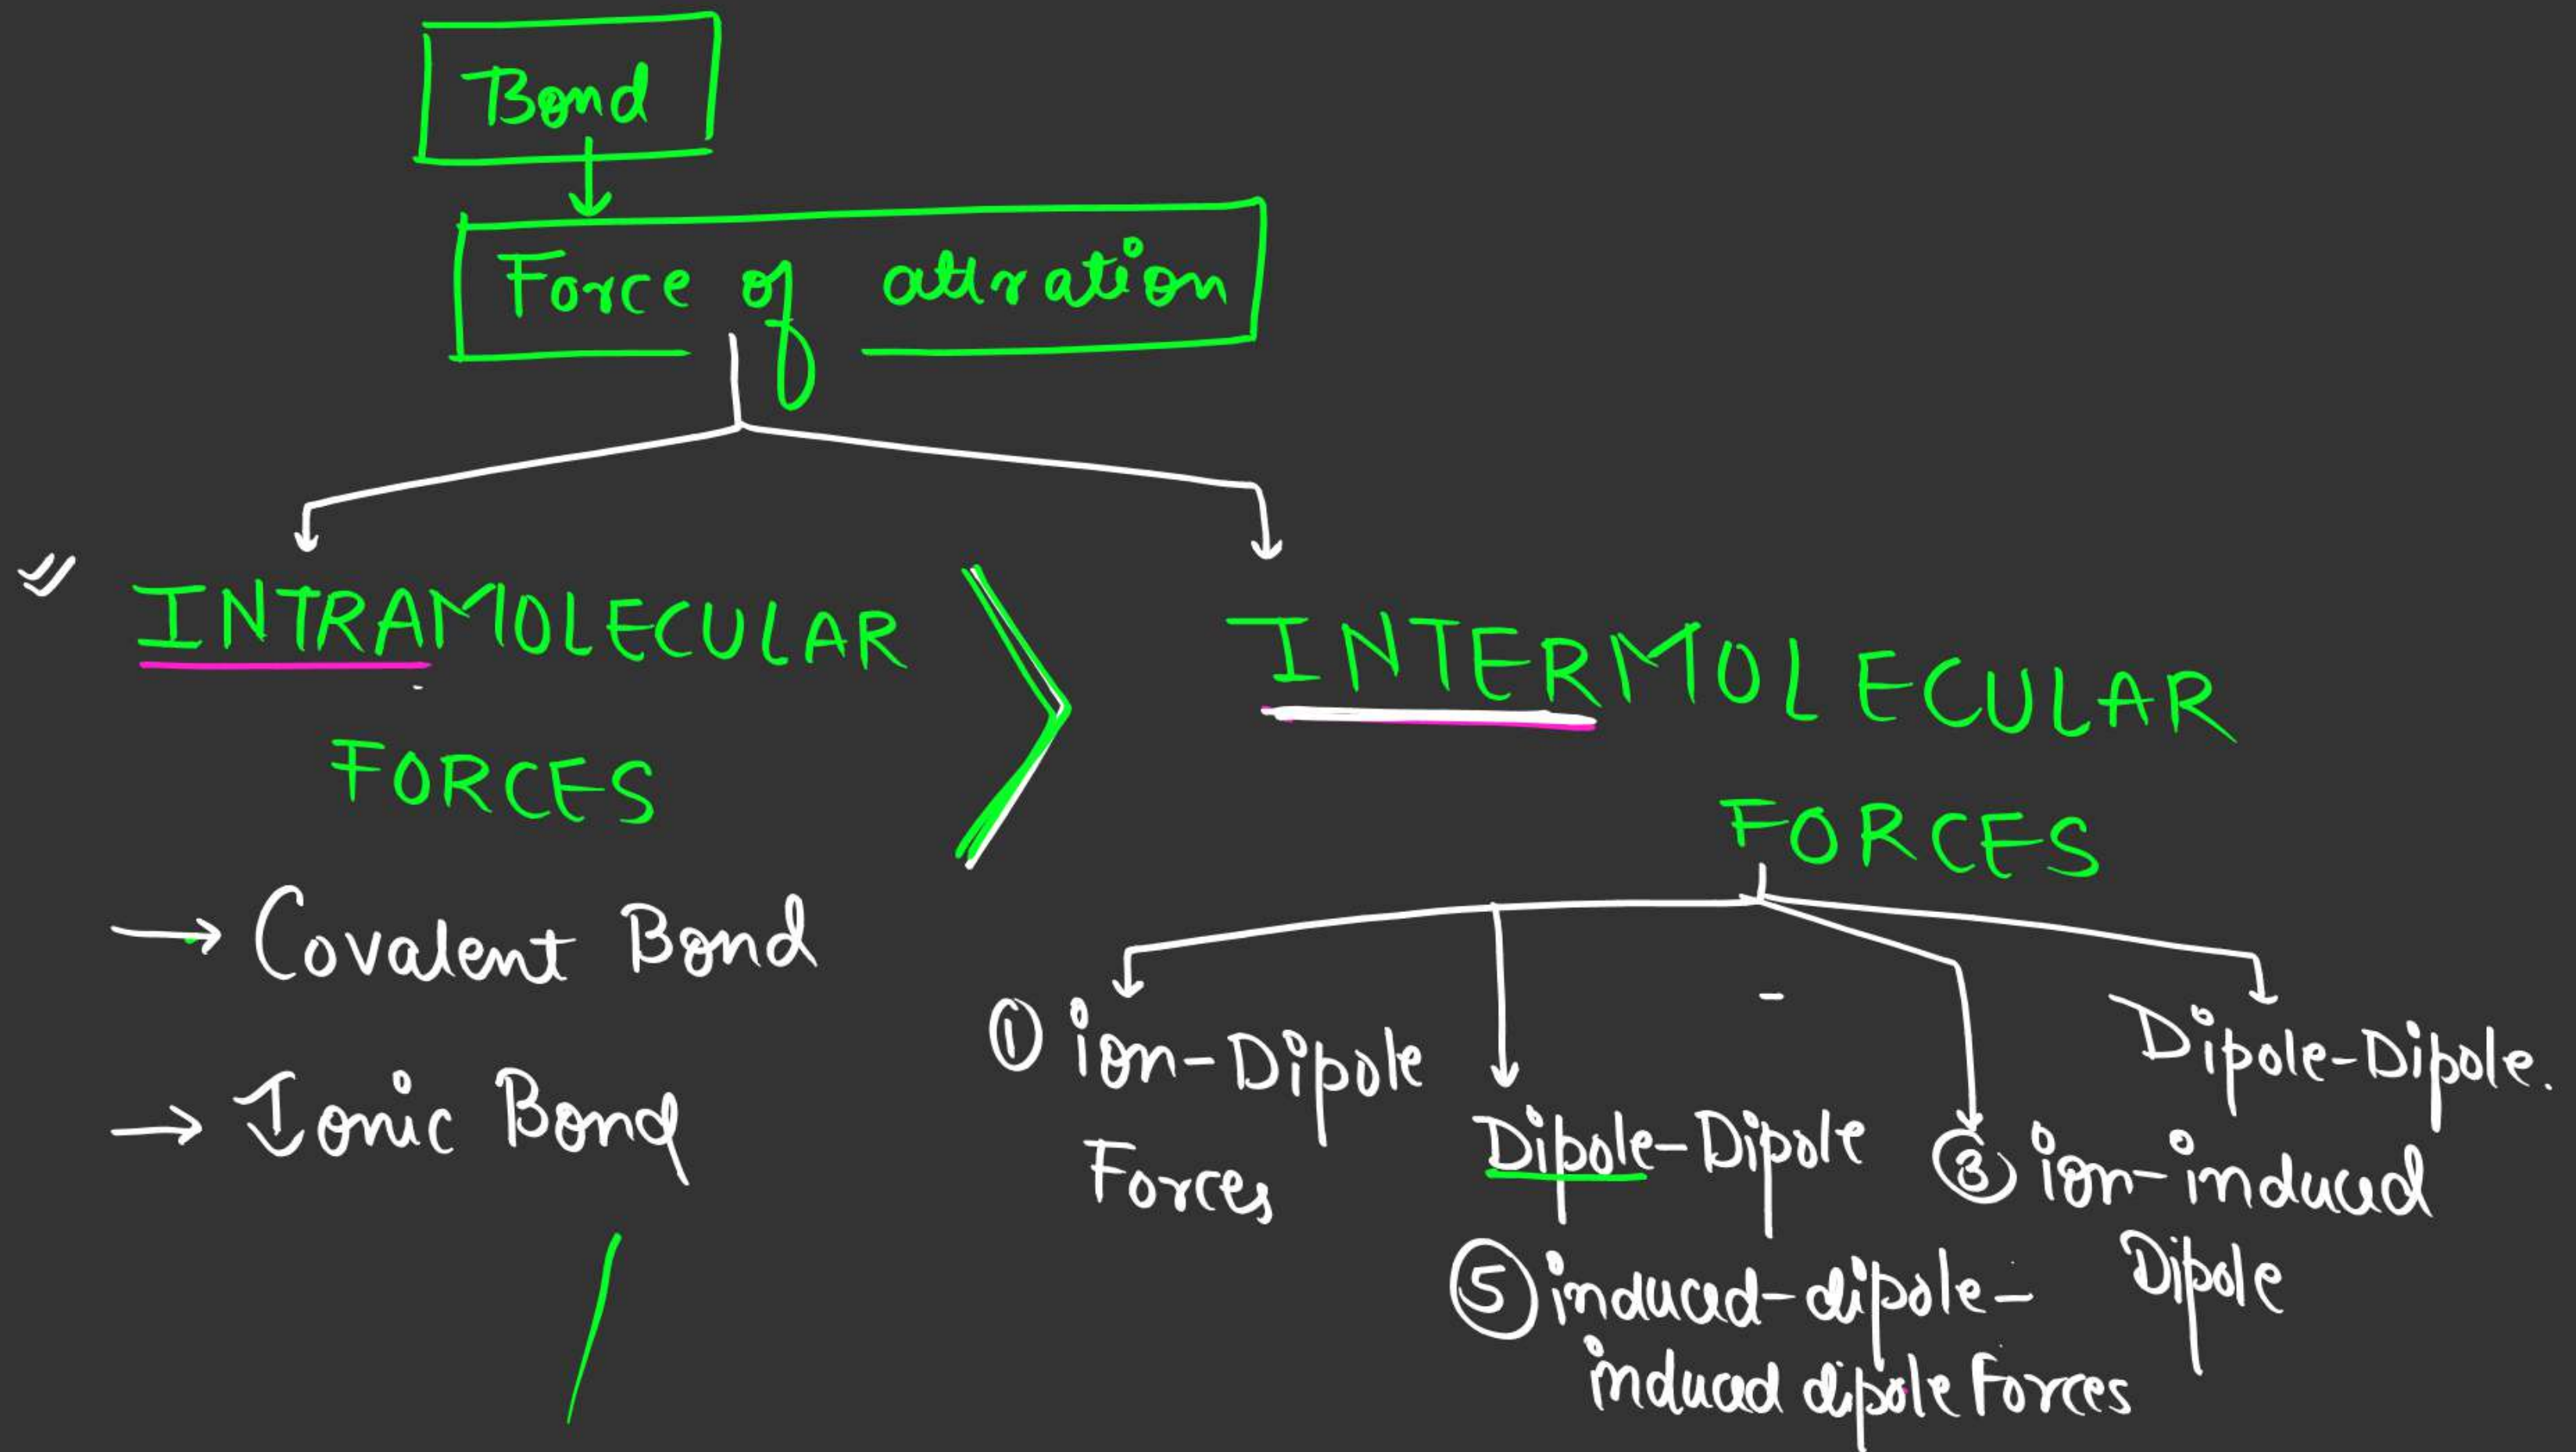 Bond
Force of attration
INTRAMOLECULAR
FORCES
→ Covalent Bond
→ Ionic Bond
>
INTERMOLECULAR
FORCES
① ion-Dipole
Forces
Dipole-Dipole
③ ion-induced
Dipole
Dipole-Dipole.
⑤ induced-dipole-
induced dipole Forces